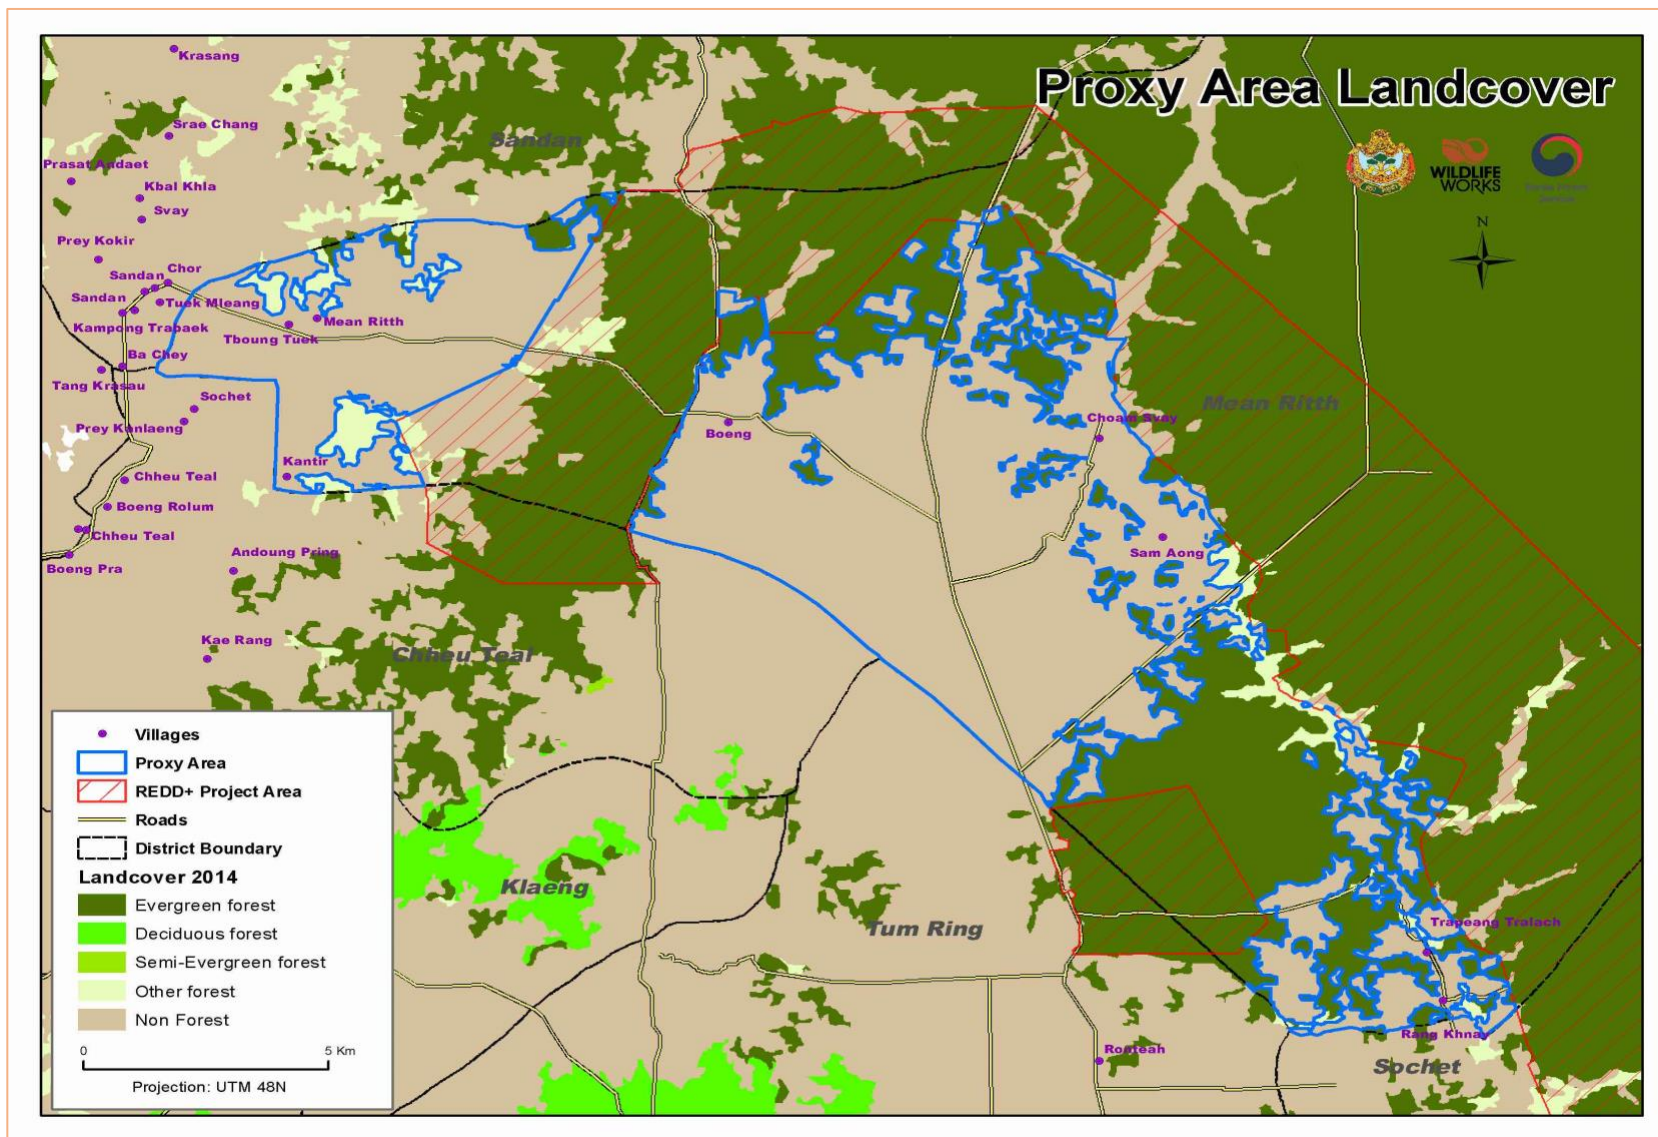 Proxy Area Landcover
WILDLIFE
WORKS
N
Krasang
Srae Chang
Prasat Andaet
Kbal Khla
Svay
Prey Kokir
Chor
Sandan
Sandan
Tuek Mleang
Kampong Trabaek
Mean Ritth
Tboung Tuek
Ba Chey
Tang Krasau
Sochet
Prey Kanlaeng
Kantir
Chheu Teal
Boeng Rolum
Chheu Teal
Andoung Pring
Boeng Pra
Kae Rang
Sandan
Boeng
Choam Svay
Mean Ritth
Sam Aong
Chheu Teal
Klaeng
Tum Ring
Trapeang Tralach
Rang Khnay
Ronteah
Sochet
Villages
Proxy Area
REDD+ Project Area
Roads
District Boundary
Landcover 2014
Evergreen forest
Deciduous forest
Semi-Evergreen forest
Other forest
Non Forest
0 5 Km
Projection: UTM 48N